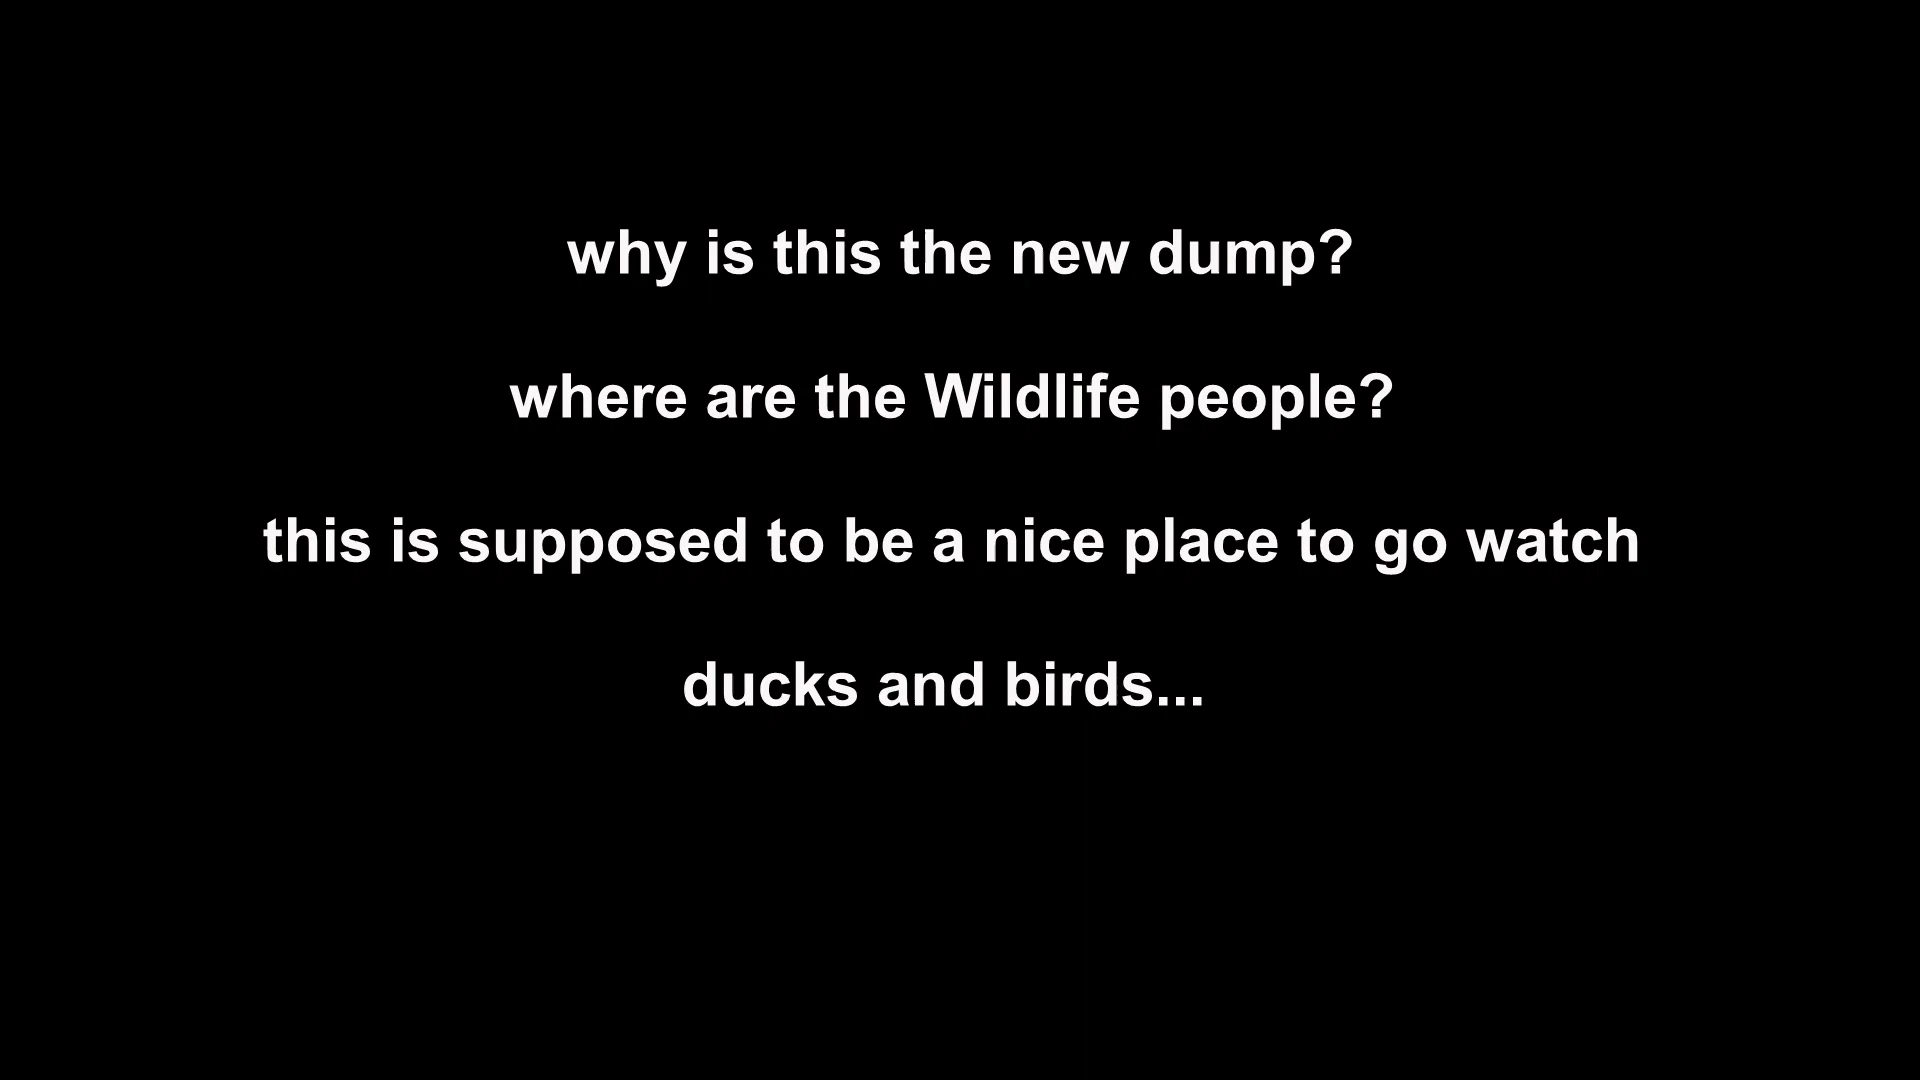 why is this the new dump?
where are the Wildlife people?
this is supposed to be a nice place to go watch
ducks and birds...